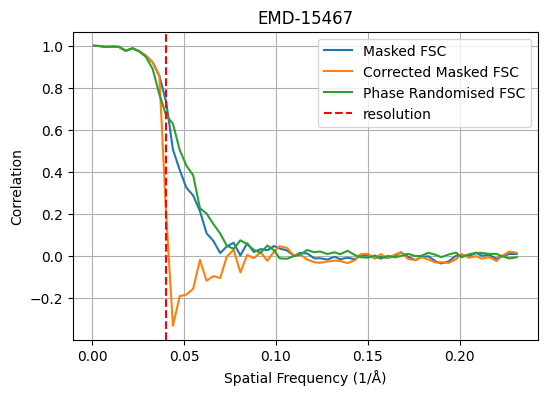 EMD-15467
Masked FSC
Corrected Masked FSC
Phase Randomised FSC
resolution
Correlation
1.0
0.8
0.6
0.4
0.2
0.0
−0.2
0.00 0.05 0.10 0.15 0.20
Spatial Frequency (1/Å)